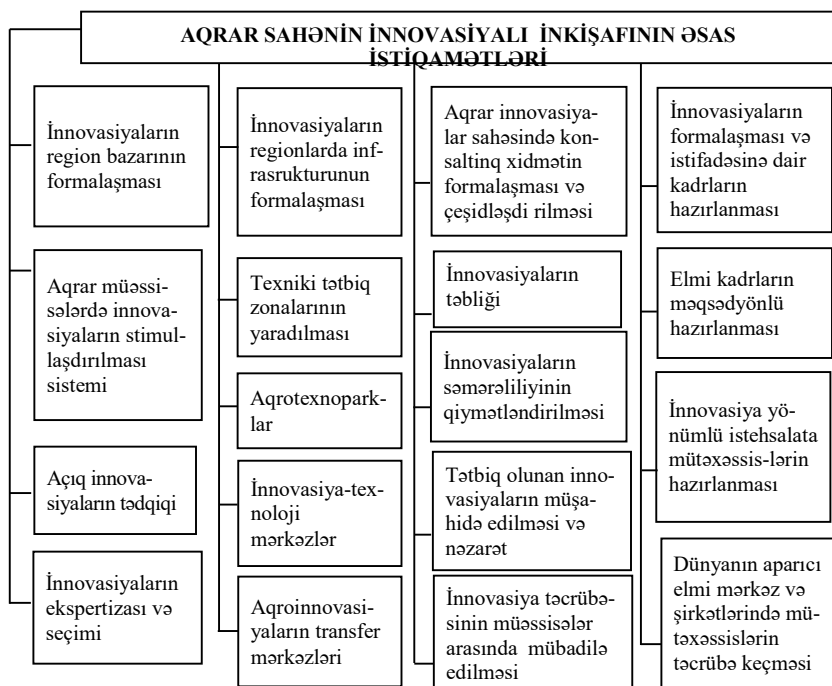 AQRAR SAHƏNİN İNNOVASİYALI İNKİŞAFININ ƏSAS
İSTİQAMƏTLƏRİ
İnnovasiyaların
region bazarının
formalaşması
Aqrar müəssi-
sələrdə innova-
siyaların stimul-
laşdırılması
sistemi
Açıq innova-
siyaların tədqiqi
İnnovasiyaların
ekspertizası və
seçimi
İnnovasiyaların
regionlarda inf-
rasrukturunun
formalaşması
Texniki tətbiq
zonalarının
yaradılması
Aqrotexnopark-
lar
İnnovasiya-tex-
noloji
mərkəzlər
Aqroinnovasi-
yaların transfer
mərkəzləri
Aqrar innovasiya-
lar sahəsində kon-
saltinq xidmətin
formalaşması və
çeşidləşdi rilməsi
İnnovasiyaların
təbliği
İnnovasiyaların
səmərəliliyinin
qiymətləndirilməsi
Tətbiq olunan inno-
vasiyaların müşa-
hidə edilməsi və
nəzarət
İnnovasiya təcrübə-
sinin müəssisələr
arasında mübadilə
edilməsi
İnnovasiyaların
formalaşması və
istifadəsinə dair
kadrların
hazırlanması
Elmi kadrların
məqsədyönlü
hazırlanması
İnnovasiya yö-
nümlü istehsalata
mütəxəssis-lərin
hazırlanması
Dünyanın aparıcı
elmi mərkəz və
şirkətlərində mü-
təxəssislərin
təcrübə keçməsi